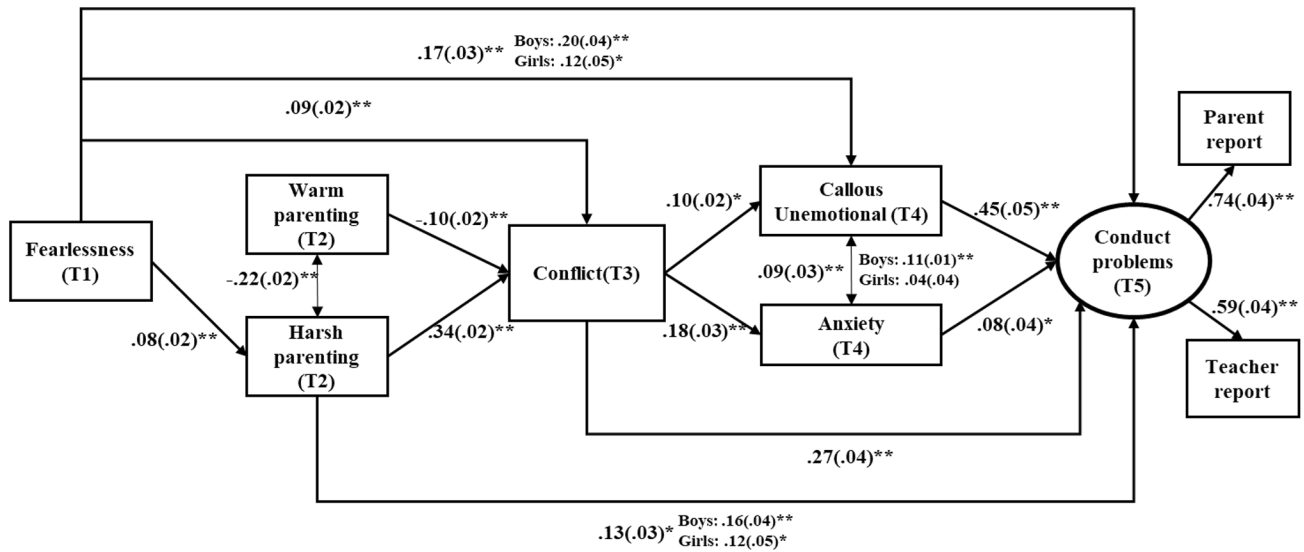 .17(.03)** Boys: .20(.04)**
Girls: .12(.05)*
.09(.02)**
Parent
report
Warm
parenting
(T2)
Callous
Unemotional (T4)
.10(.02)*
-.10(.02)**
.45(.05)**
.74(.04)**
Fearlessness
(T1)
Conflict(T3)
Conduct
problems
(T5)
-.22(.02)**
.09(.03)** Boys: .11(.01)**
Girls: .04(.04)
.08(.02)**
Harsh
parenting
(T2)
.34(.02)**
.18(.03)**
Anxiety
(T4)
.08(.04)*
.59(.04)**
Teacher
report
.27(.04)**
.13(.03)* Boys: .16(.04)**
Girls: .12(.05)*